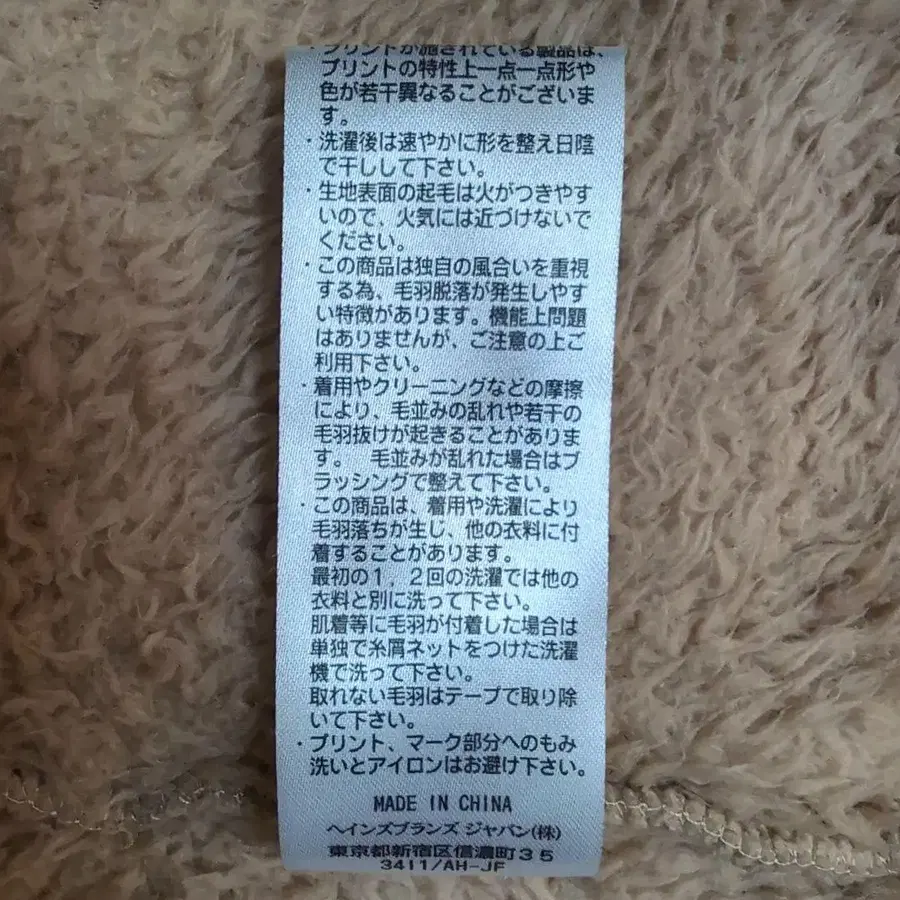 ・プリントが施されている製品は、
プリントの特性上一点一点形や
色が若干異なることがございま
す。
・洗濯後は速やかに形を整え日陰
で干しして下さい。
・生地表面の起毛は火がつきやす
いので、火気には近づけないで
ください。
・この商品は独自の風合いを重視
する為、毛羽脱落が発生しやす
い特徴があります。機能上問題
はありませんが、ご注意の上ご
利用下さい。
・着用やクリーニングなどの摩擦
により、毛並みの乱れや若干の
毛羽抜けが起きることがありま
す。 毛並みが乱れた場合はブ
ラッシングで整えて下さい。
・この商品は、着用や洗濯により
毛羽落ちが生じ、他の衣料に付
着することがあります。
最初の１．２回の洗濯では他の
衣料と別に洗って下さい。
肌着等に毛羽が付着した場合は
単独で糸屑ネットをつけた洗濯
機で洗って下さい。
取れない毛羽はテープで取り除
いて下さい。
・プリント、マーク部分へのもみ
洗いとアイロンはお避け下さい。
MADE IN CHINA
ヘインズブランズ ジャパン(株)
東京都新宿区信濃町３５
3411/AH-JF